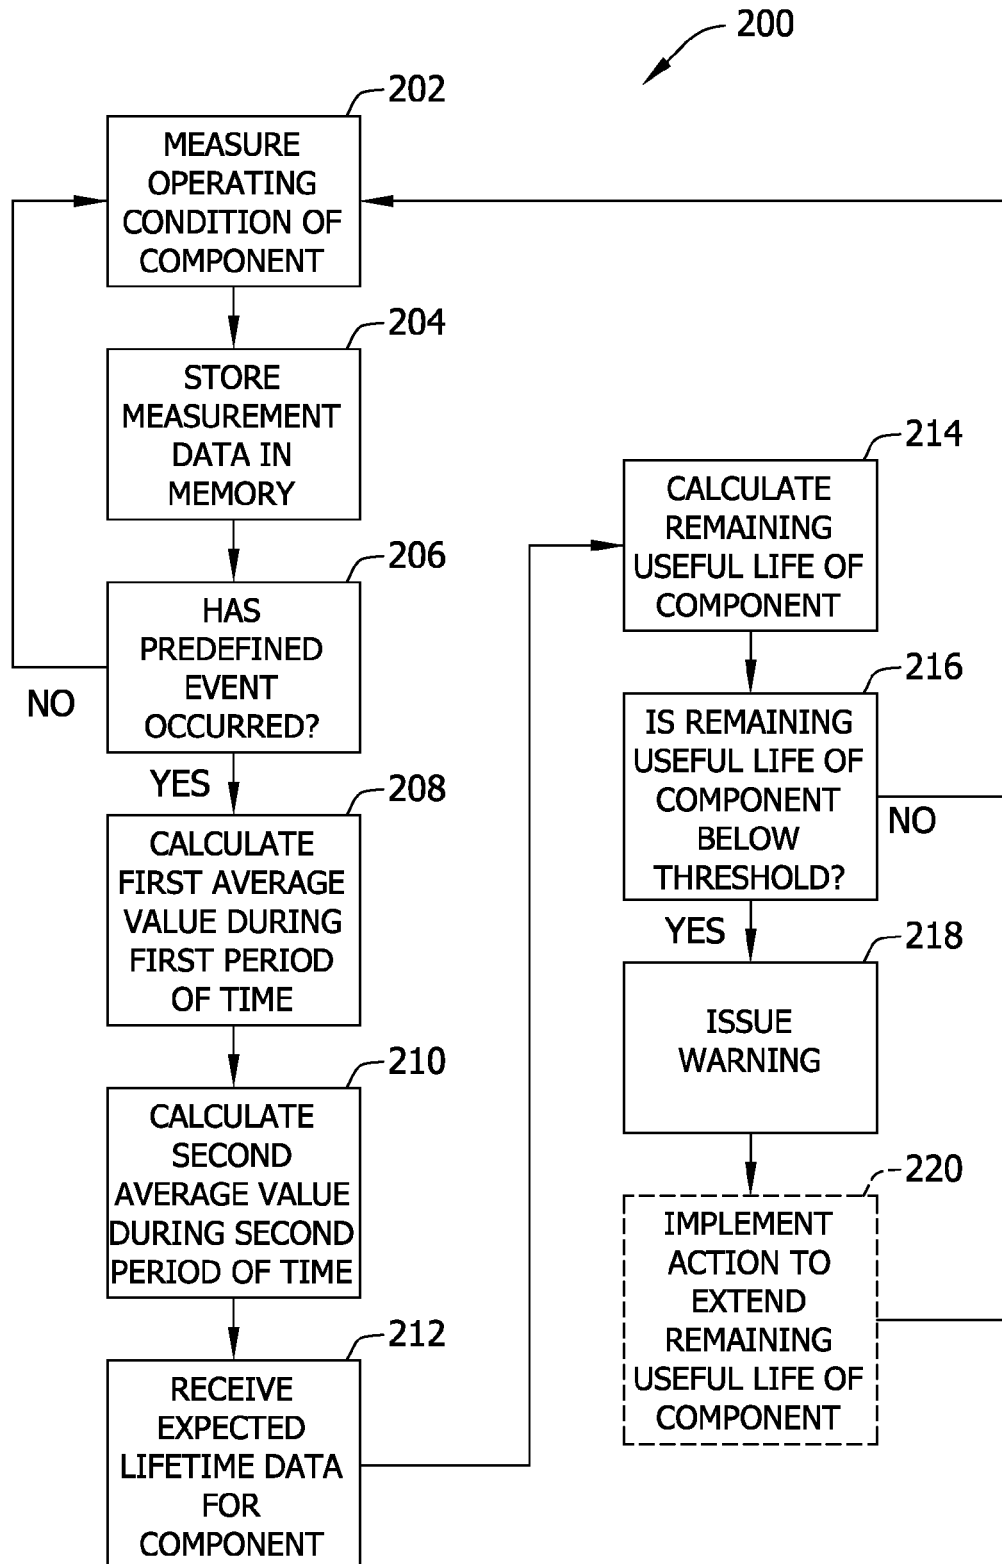 200
202
MEASURE
OPERATING
CONDITION OF
COMPONENT
204
STORE
MEASUREMENT
DATA IN
MEMORY
206
HAS
PREDEFINED
EVENT
OCCURRED?
NO
YES
208
CALCULATE
FIRST AVERAGE
VALUE DURING
FIRST PERIOD
OF TIME
210
CALCULATE
SECOND
AVERAGE VALUE
DURING SECOND
PERIOD OF TIME
212
RECEIVE
EXPECTED
LIFETIME DATA
FOR
COMPONENT
214
CALCULATE
REMAINING
USEFUL LIFE OF
COMPONENT
216
IS REMAINING
USEFUL LIFE OF
COMPONENT
BELOW
THRESHOLD?
NO
YES
218
ISSUE
WARNING
220
IMPLEMENT
ACTION TO
EXTEND
REMAINING
USEFUL LIFE OF
COMPONENT